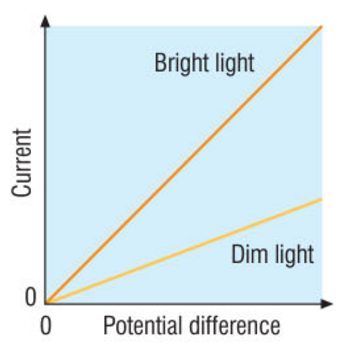 Bright light
Current
Dim light
0
0
Potential difference